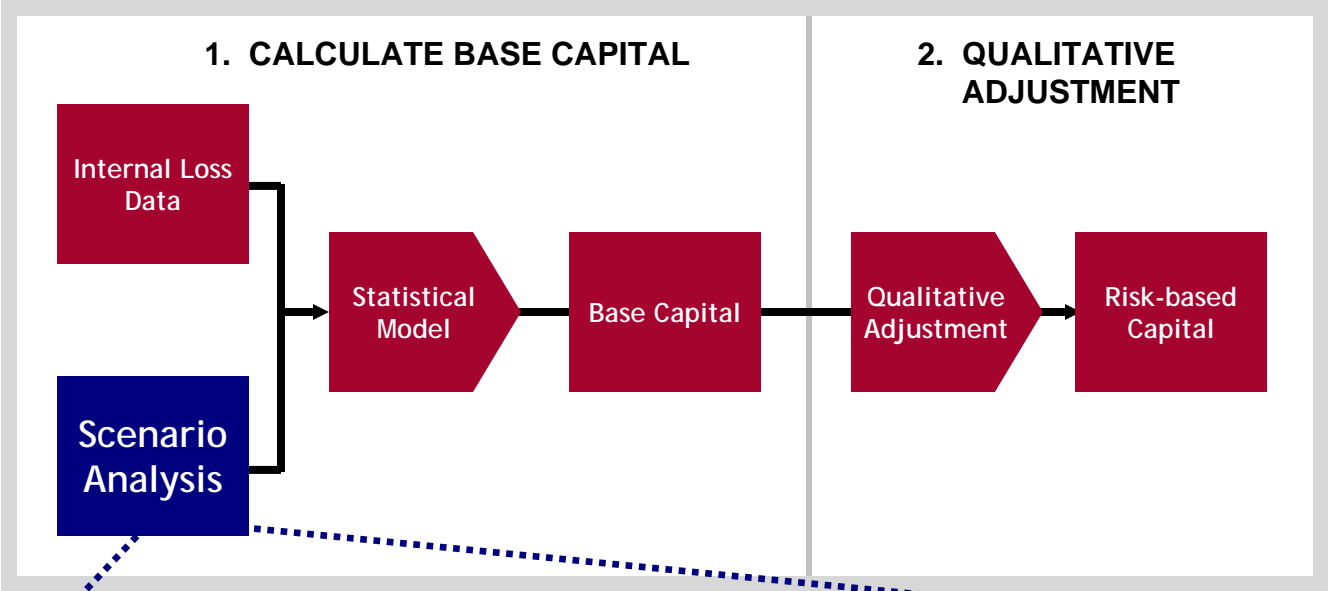 1. CALCULATE BASE CAPITAL
2. QUALITATIVE
ADJUSTMENT
Internal Loss
Data
Scenario
Analysis
Statistical
Model
Base Capital
Qualitative
Adjustment
Risk-based
Capital